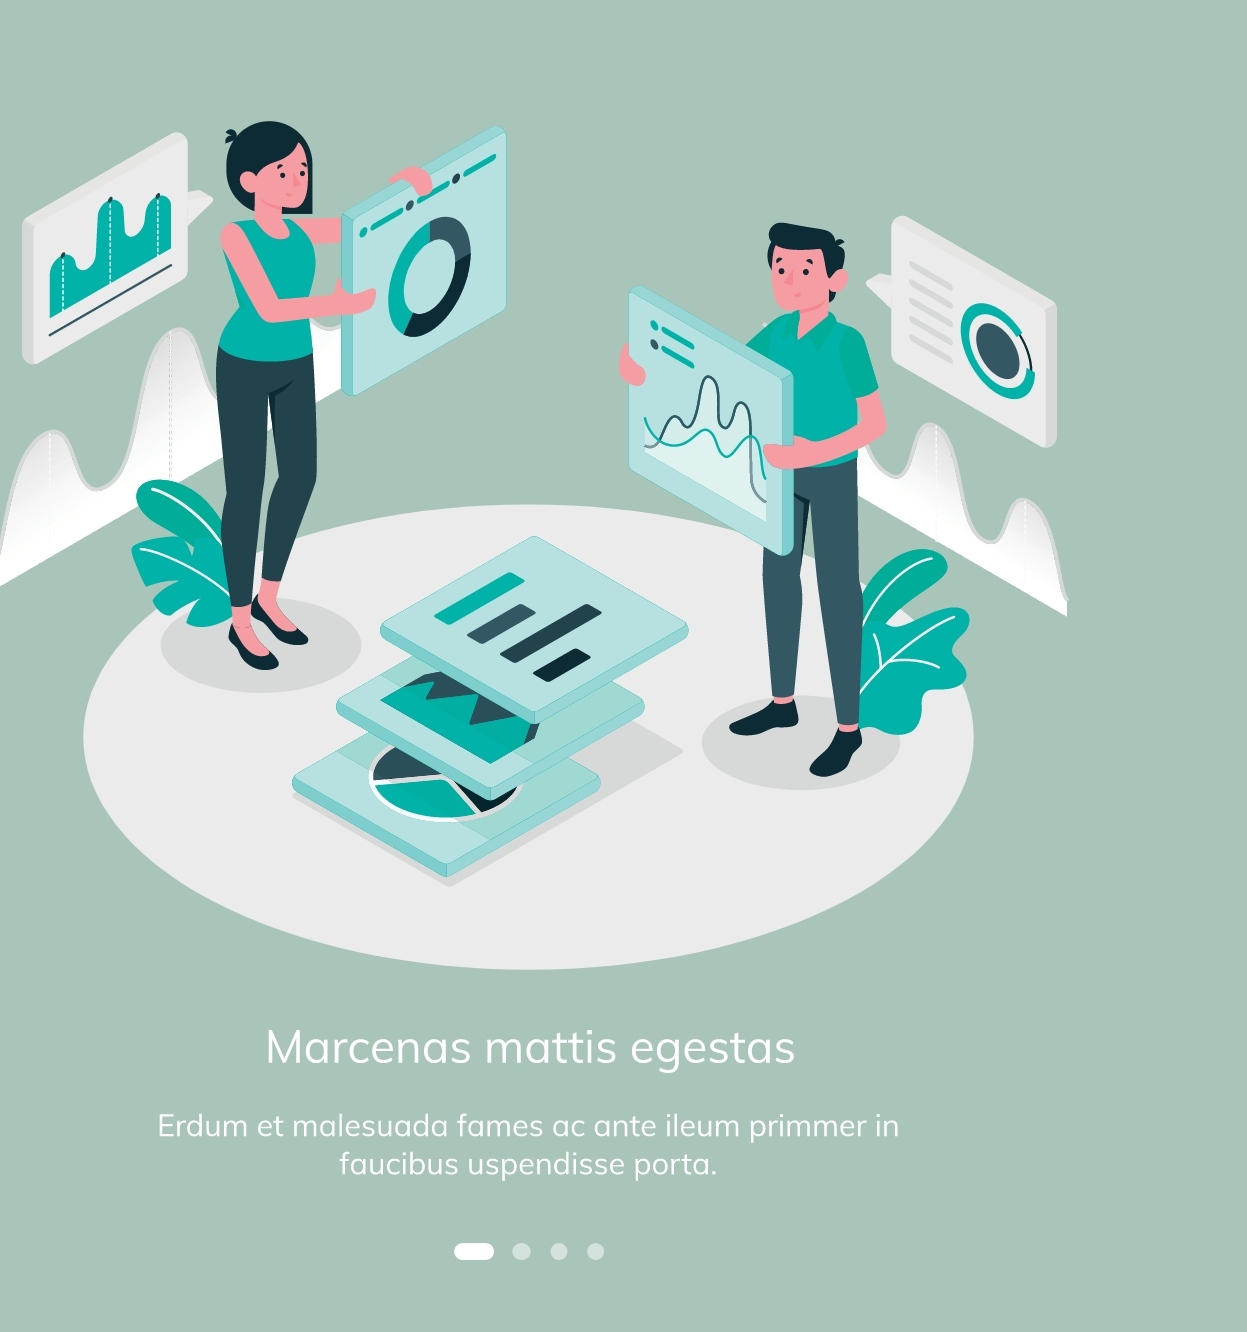 Marcenas mattis egestas
Erdum et malesuada fames ac ante ileum primmer in
faucibus uspendisse porta.